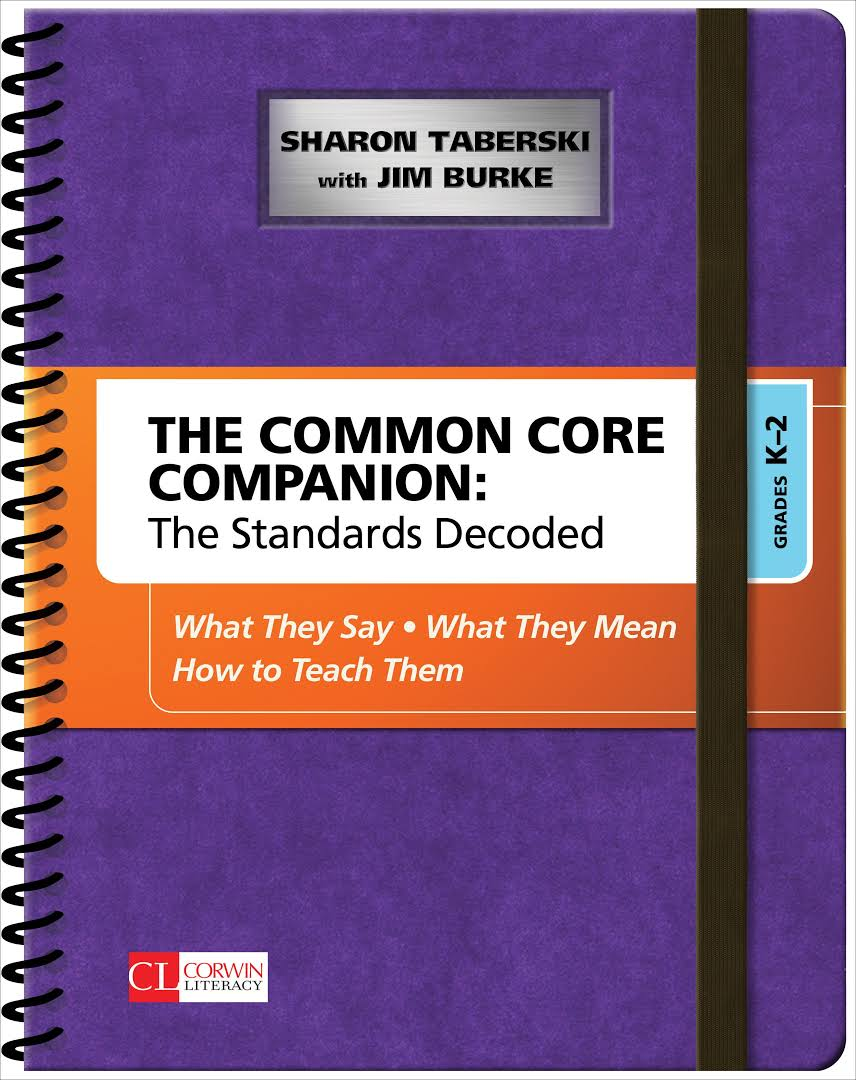 SHARON TABERSKI
with JIM BURKE
THE COMMON CORE
COMPANION:
The Standards Decoded
GRADES K–2
What They Say • What They Mean
How to Teach Them
CL CORWIN
LITERACY